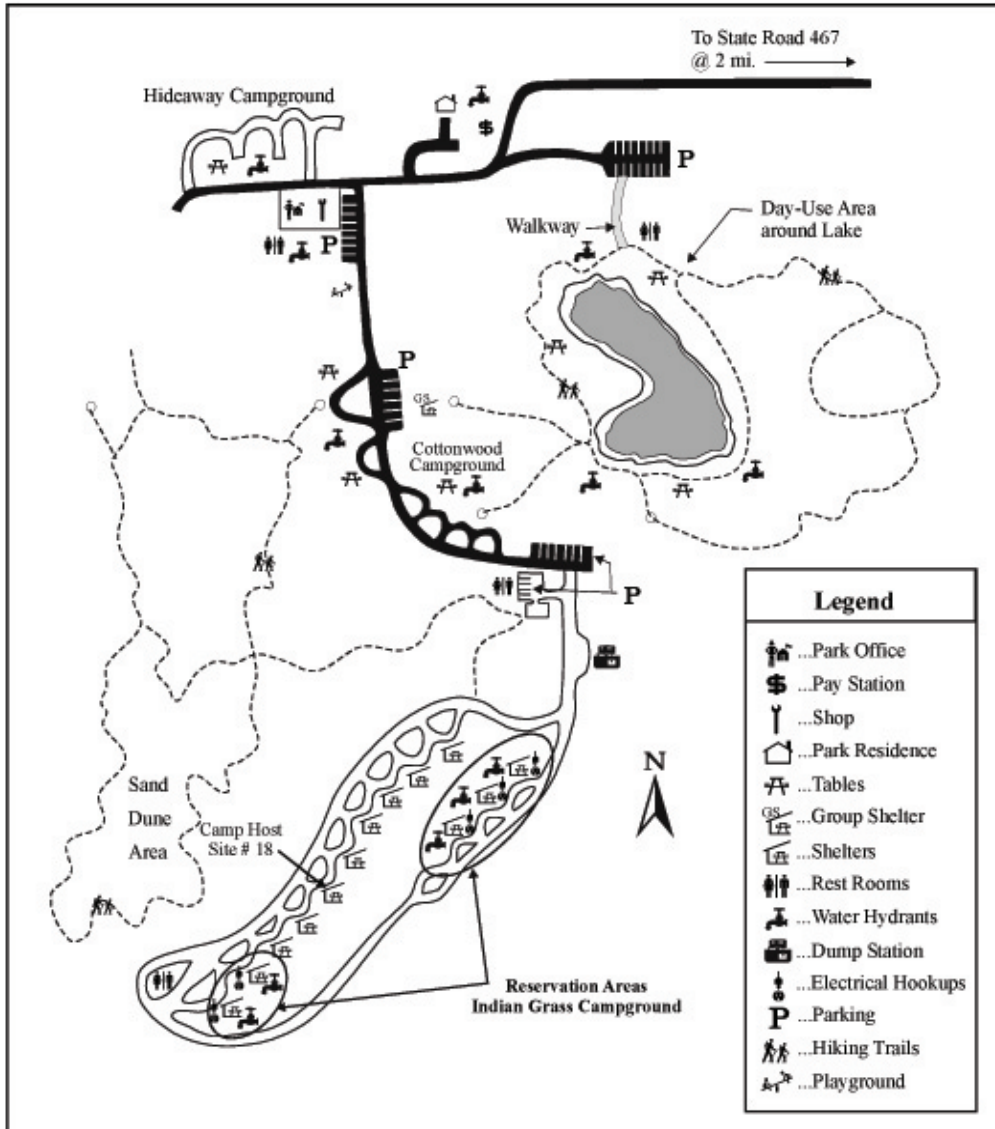 To State Road 467
@ 2 mi.
Hideaway Campground
$
P
Day-Use Area
around Lake
Walkway
P
P
GS
Cottonwood
Campground
P
Legend
...Park Office
$ ...Pay Station
...Shop
...Park Residence
...Tables
GS ...Group Shelter
...Shelters
...Rest Rooms
...Water Hydrants
...Dump Station
...Electrical Hookups
P ...Parking
...Hiking Trails
...Playground
N
Sand
Dune
Area
Camp Host
Site # 18
Reservation Areas
Indian Grass Campground